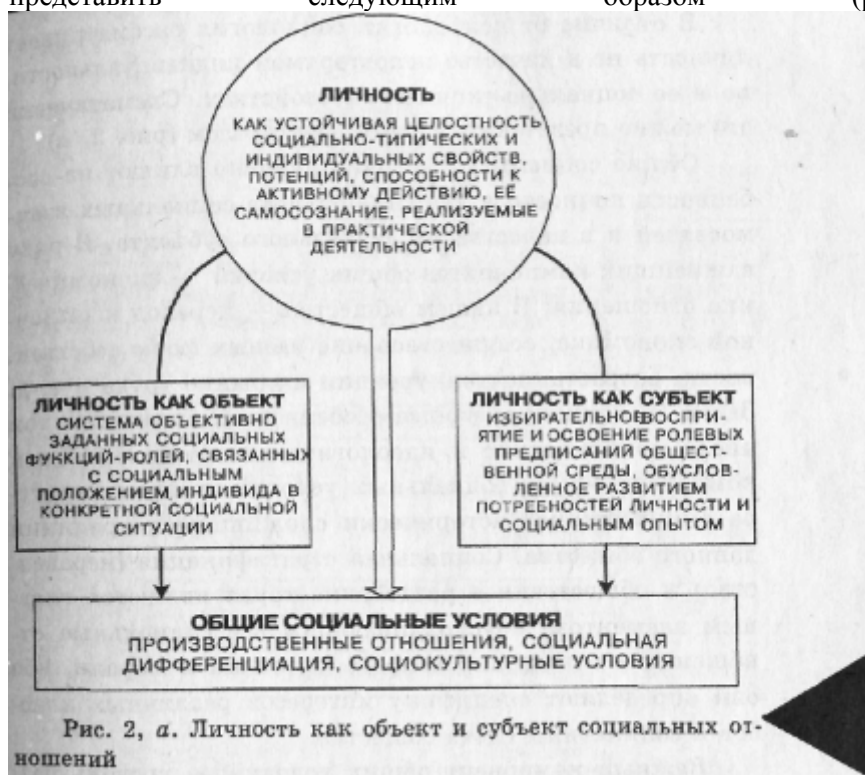 представить следующим образом
ЛИЧНОСТЬ
КАК УСТОЙЧИВАЯ ЦЕЛОСТНОСТЬ
СОЦИАЛЬНО-ТИПИЧЕСКИХ И
ИНДИВИДУАЛЬНЫХ СВОЙСТВ,
ПОТЕНЦИЙ, СПОСОБНОСТИ К
АКТИВНОМУ ДЕЙСТВИЮ, ЕЁ
САМОСОЗНАНИЕ, РЕАЛИЗУЕМЫЕ
В ПРАКТИЧЕСКОЙ
ДЕЯТЕЛЬНОСТИ
ЛИЧНОСТЬ КАК ОБЪЕКТ
СИСТЕМА ОБЪЕКТИВНО
ЗАДАННЫХ СОЦИАЛЬНЫХ
ФУНКЦИЙ-РОЛЕЙ, СВЯЗАННЫХ
С СОЦИАЛЬНЫМ
ПОЛОЖЕНИЕМ ИНДИВИДА В
КОНКРЕТНОЙ СОЦИАЛЬНОЙ
СИТУАЦИИ
ЛИЧНОСТЬ КАК СУБЪЕКТ
ИЗБИРАТЕЛЬНОЕ ВОСПРИ-
ЯТИЕ И ОСВОЕНИЕ РОЛЕВЫХ
ПРЕДПИСАНИЙ ОБЩЕСТ-
ВЕННОЙ СРЕДЫ, ОБУСЛОВ-
ЛЕННОЕ РАЗВИТИЕМ
ПОТРЕБНОСТЕЙ ЛИЧНОСТИ И
СОЦИАЛЬНЫМ ОПЫТОМ
ОБЩИЕ СОЦИАЛЬНЫЕ УСЛОВИЯ
ПРОИЗВОДСТВЕННЫЕ ОТНОШЕНИЯ, СОЦИАЛЬНАЯ
ДИФФЕРЕНЦИАЦИЯ, СОЦИОКУЛЬТУРНЫЕ УСЛОВИЯ
Рис. 2, а. Личность как объект и субъект социальных от-
ношений